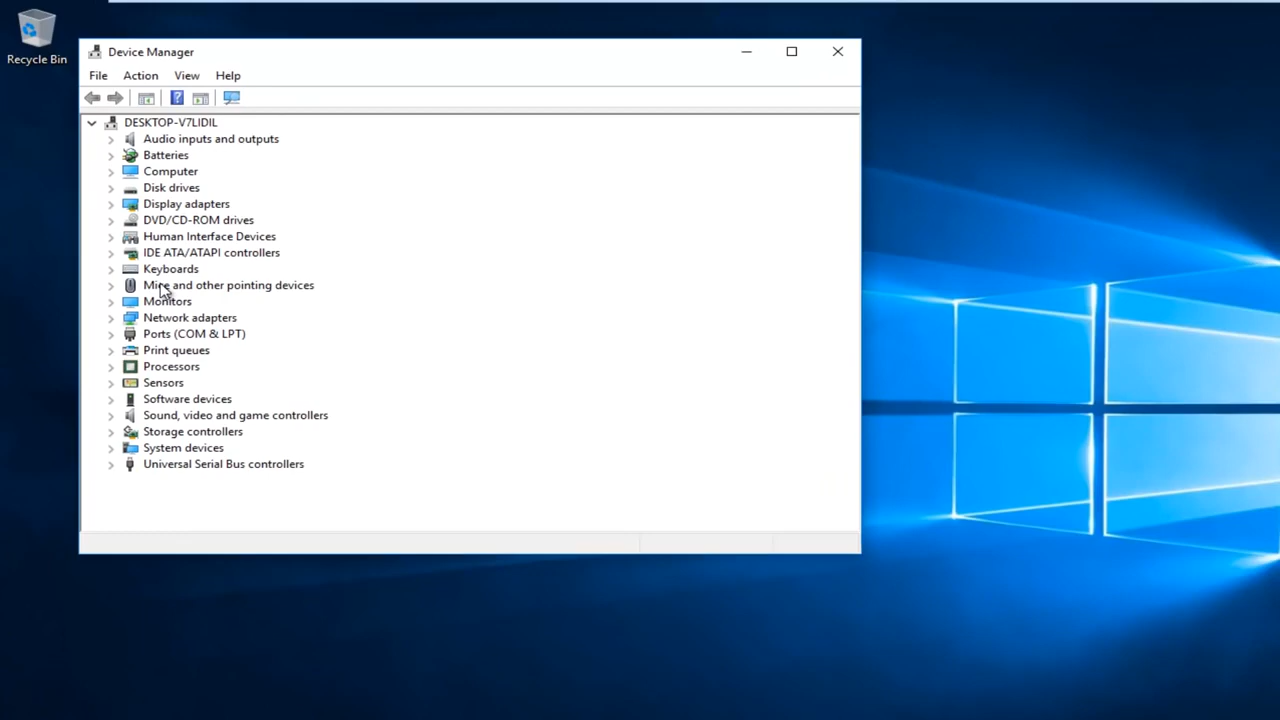 Recycle Bin
Device Manager
File Action View Help
DESKTOP-V7LIDIL
Audio inputs and outputs
Batteries
Computer
Disk drives
Display adapters
DVD/CD-ROM drives
Human Interface Devices
IDE ATA/ATAPI controllers
Keyboards
Mice and other pointing devices
Monitors
Network adapters
Ports (COM & LPT)
Print queues
Processors
Sensors
Software devices
Sound, video and game controllers
Storage controllers
System devices
Universal Serial Bus controllers